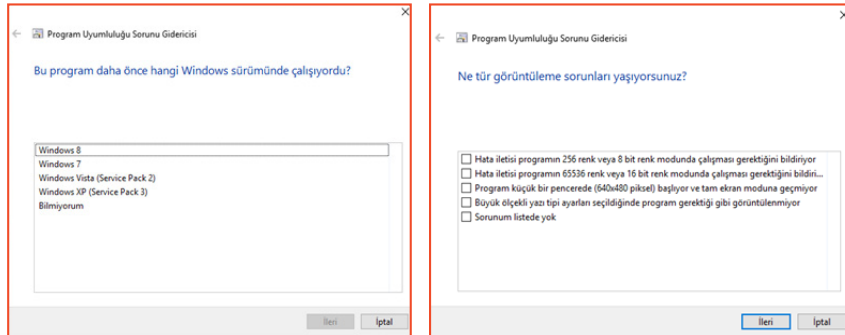 Program Uyumluluğu Sorunu Gidericisi
Bu program daha önce hangi Windows sürümünde çalışıyordu?
Windows 8
Windows 7
Windows Vista (Service Pack 2)
Windows XP (Service Pack 3)
Bilmiyorum
İleri
İptal
Program Uyumluluğu Sorunu Gidericisi
Ne tür görüntüleme sorunları yaşıyorsunuz?
Hata iletisi programın 256 renk veya 8 bit renk modunda çalışması gerektiğini bildiriyor
Hata iletisi programın 65536 renk veya 16 bit renk modunda çalışması gerektiğini bildiri...
Program küçük bir pencerede (640x480 piksel) başlıyor ve tam ekran moduna geçmiyor
Büyük ölçekli yazı tipi ayarları seçildiğinde program gerektiği gibi görüntülenmiyor
Sorunum listede yok
İleri
İptal